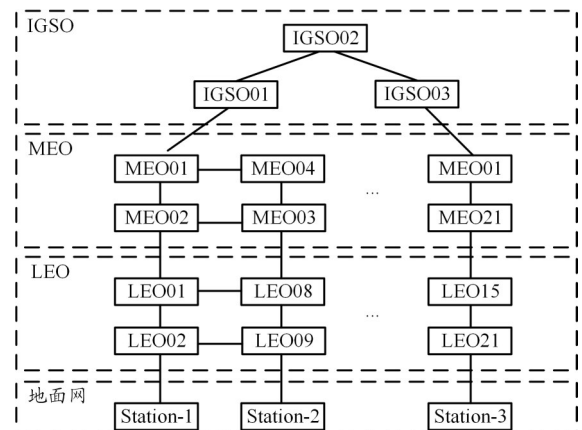 IGSO
IGSO02
IGSO01 IGSO03
MEO
MEO01 MEO04 MEO01
...
MEO02 MEO03 MEO21
LEO
LEO01 LEO08 LEO15
...
LEO02 LEO09 LEO21
地面网
Station-1 Station-2 Station-3